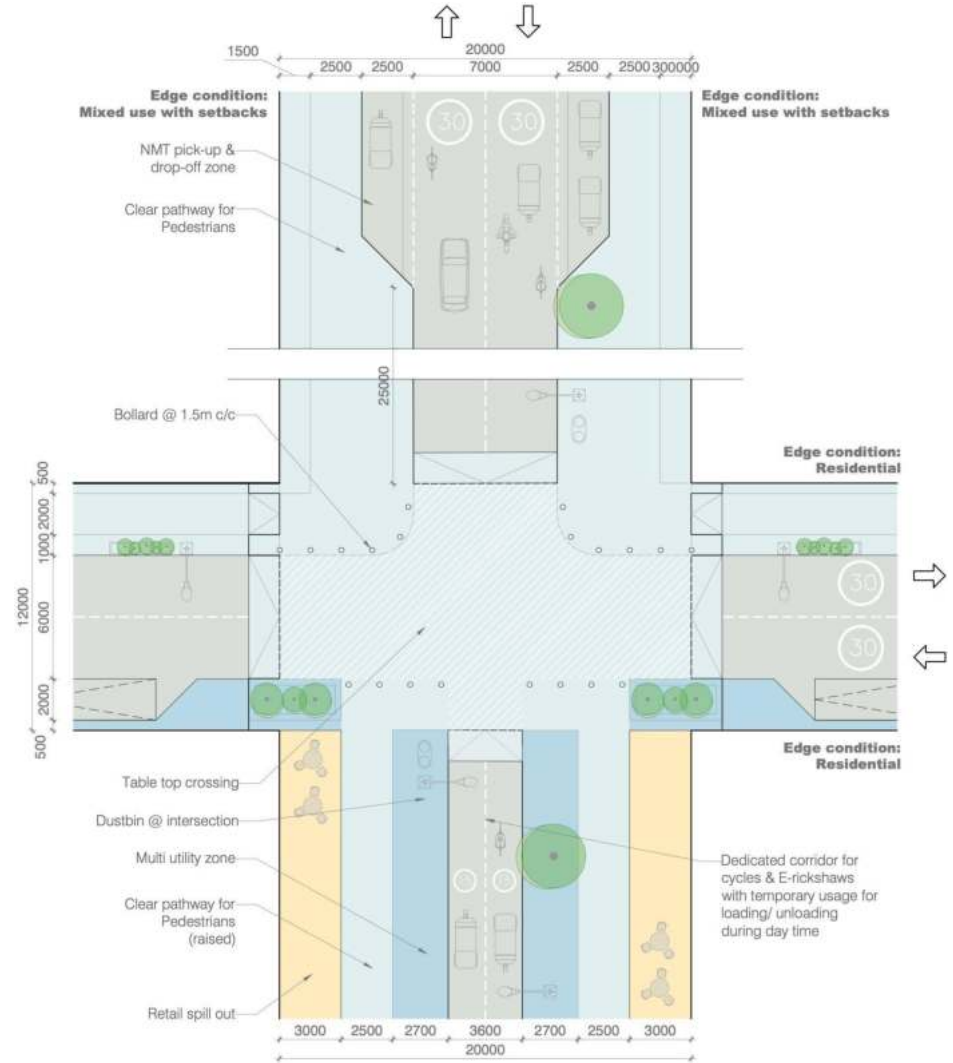 20000
1500
2500
2500
7000
2500
2500
300000
Edge condition:
Mixed use with setbacks
Edge condition:
Mixed use with setbacks
30
30
NMT pick-up &
drop-off zone
Clear pathway for
Pedestrians
25000
Bollard @ 1.5m c/c
Edge condition:
Residential
500
2000
1000
12000
6000
2000
500
30
30
Edge condition:
Residential
Table top crossing
Dustbin @ intersection
Multi utility zone
Clear pathway for
Pedestrians
(raised)
Retail spill out
Dedicated corridor for
cycles & E-rickshaws
with temporary usage for
loading/ unloading
during day time
3000
2500
2700
3600
2700
2500
3000
20000